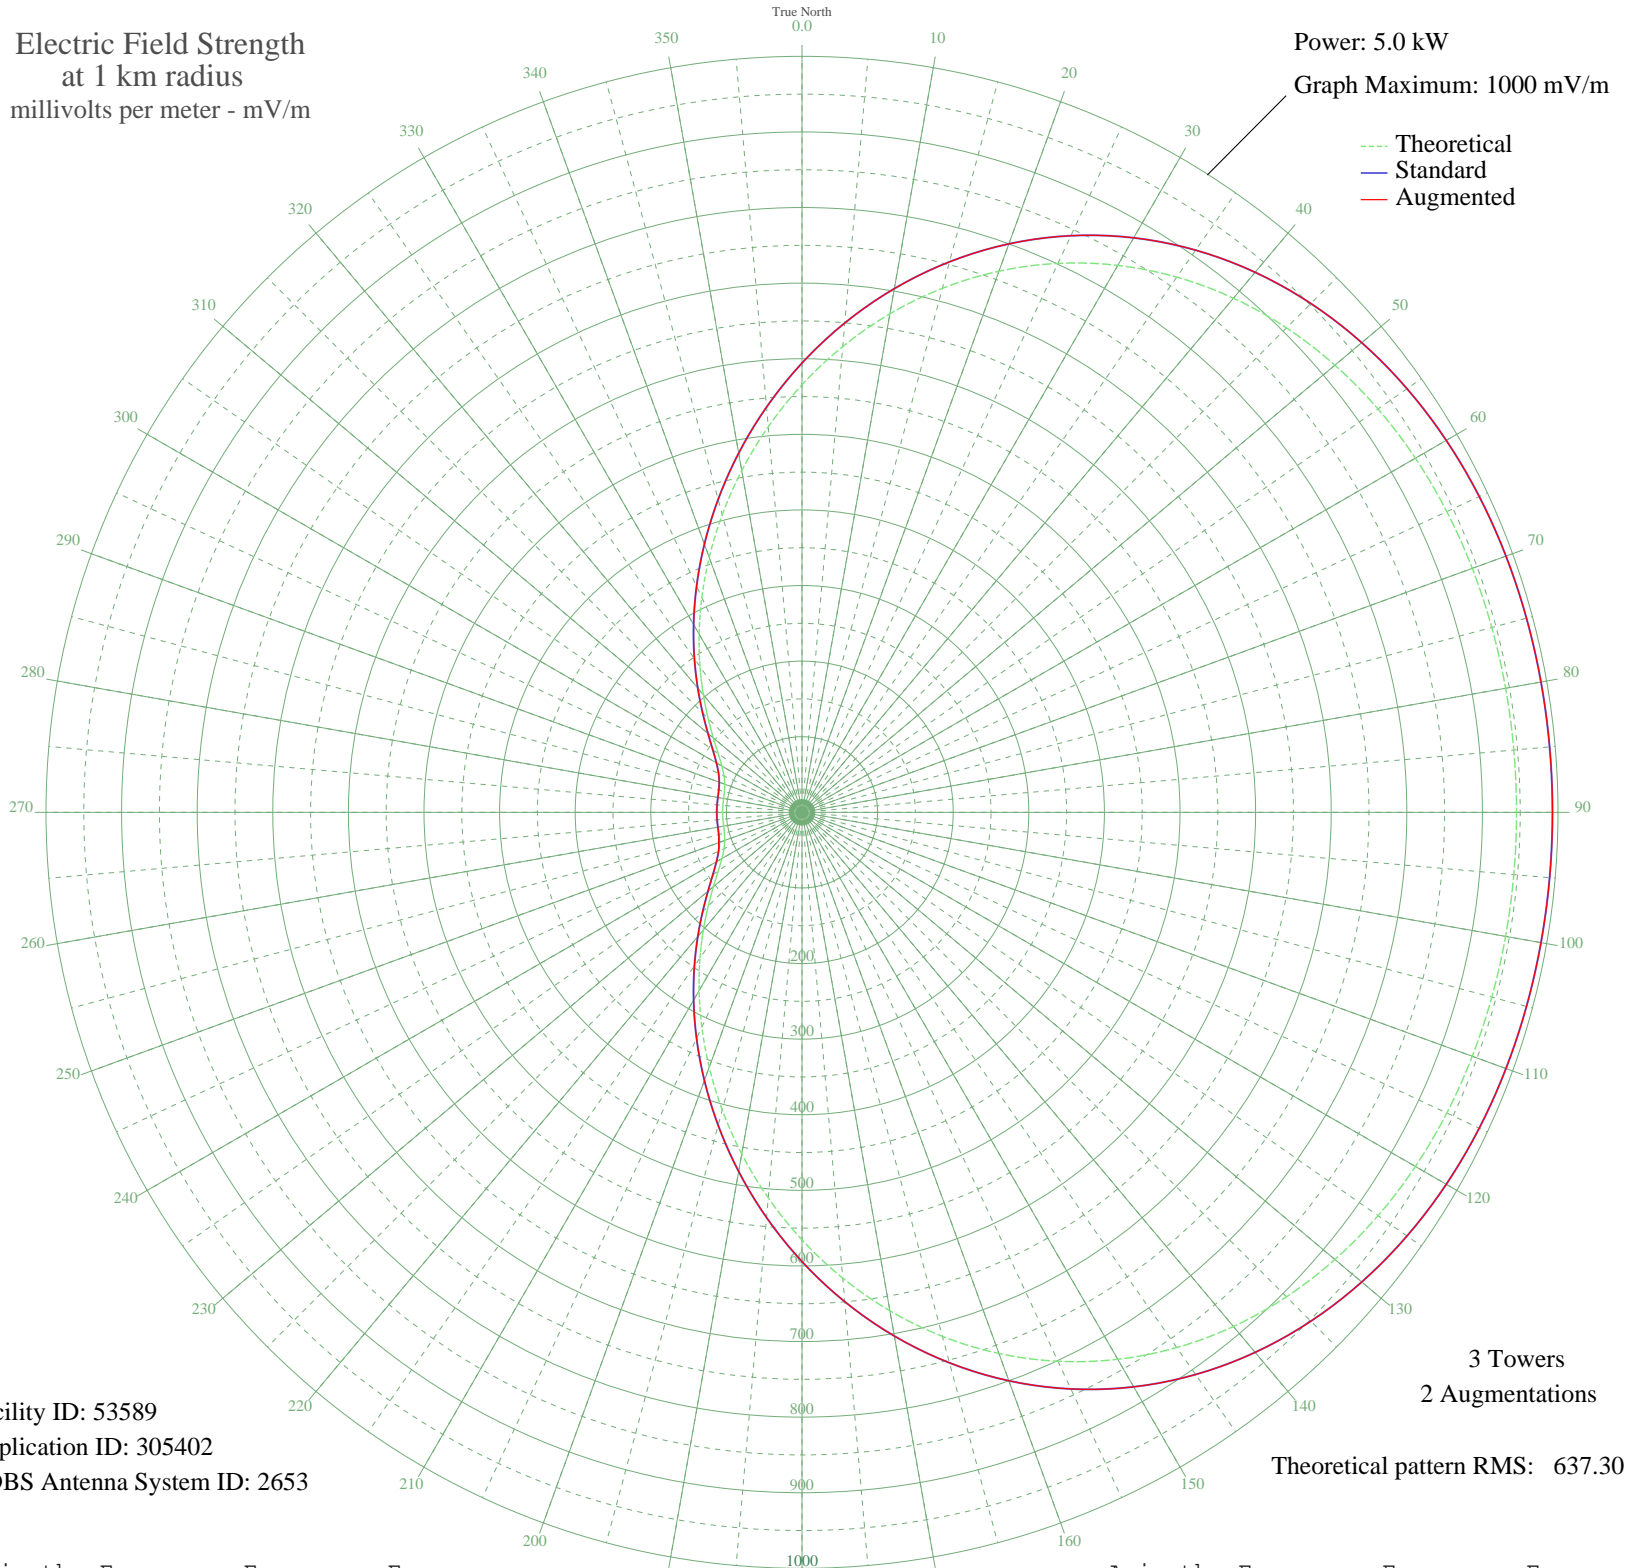 True North
0.0
Electric Field Strength
at 1 km radius
millivolts per meter - mV/m
Power: 5.0 kW
Graph Maximum: 1000 mV/m
Theoretical
Standard
Augmented
10
20
30
40
50
60
70
80
90
100
110
120
130
140
150
160
200
210
220
230
240
250
260
270
280
290
300
310
320
330
340
350
200
300
400
500
600
700
800
900
1000
3 Towers
2 Augmentations
Theoretical pattern RMS: 637.30
cility ID: 53589
plication ID: 305402
DBS Antenna System ID: 2653